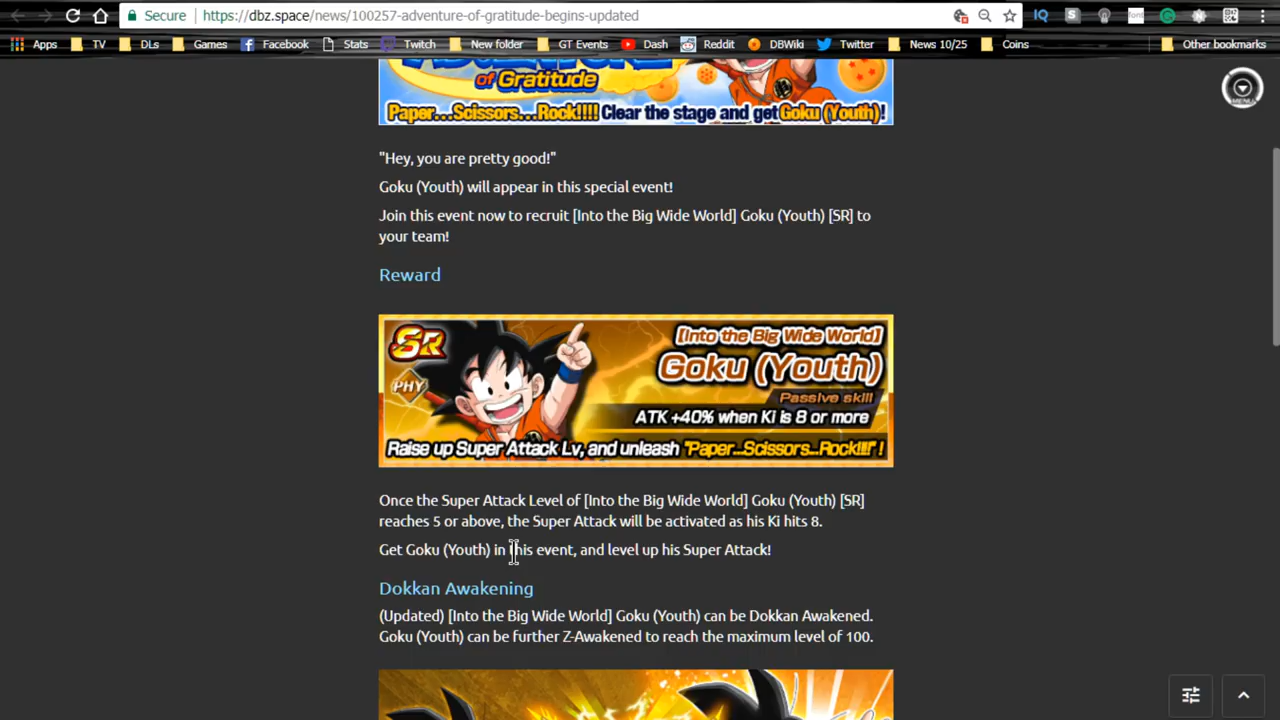 Secure https://dbz.space/news/100257-adventure-of-gratitude-begins-updated
IQ S font
Apps TV DLs Games Facebook Stats Twitch New folder GT Events Dash Reddit DBWiki Twitter News 10/25 Coins Other bookmarks
of Gratitude
Paper...Scissors...Rock!!!! Clear the stage and get Goku (Youth)!
MENU
"Hey, you are pretty good!"
Goku (Youth) will appear in this special event!
Join this event now to recruit [Into the Big Wide World] Goku (Youth) [SR] to
your team!
Reward
SR
PHY
[Into the Big Wide World]
Goku (Youth)
Passive skill
ATK +40% when Ki is 8 or more
Raise up Super Attack Lv, and unleash "Paper...Scissors...Rock!!!!"!
Once the Super Attack Level of [Into the Big Wide World] Goku (Youth) [SR]
reaches 5 or above, the Super Attack will be activated as his Ki hits 8.
Get Goku (Youth) in this event, and level up his Super Attack!
Dokkan Awakening
(Updated) [Into the Big Wide World] Goku (Youth) can be Dokkan Awakened.
Goku (Youth) can be further Z-Awakened to reach the maximum level of 100.